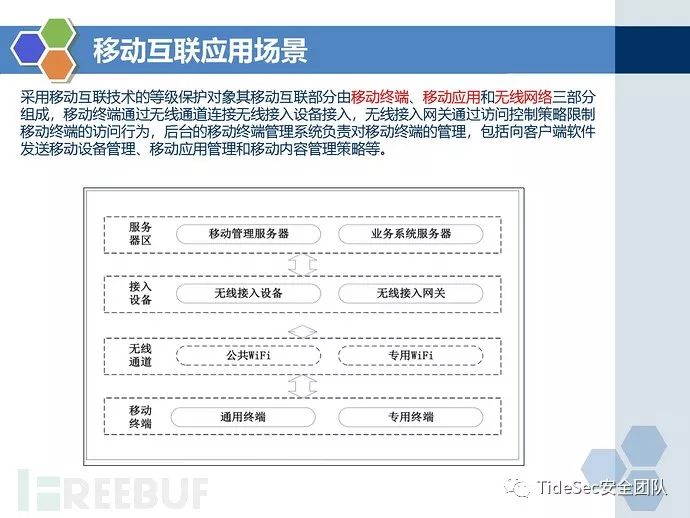 移动互联应用场景
采用移动互联技术的等级保护对象其移动互联部分由移动终端、移动应用和无线网络三部分
组成，移动终端通过无线通道连接无线接入设备接入，无线接入网关通过访问控制策略限制
移动终端的访问行为，后台的移动终端管理系统负责对移动终端的管理，包括向客户端软件
发送移动设备管理、移动应用管理和移动内容管理策略等。
服务
器区
移动管理服务器
业务系统服务器
接入
设备
无线接入设备
无线接入网关
无线
通道
公共WiFi
专用WiFi
移动
终端
通用终端
专用终端
FREEBUF
TideSec安全团队